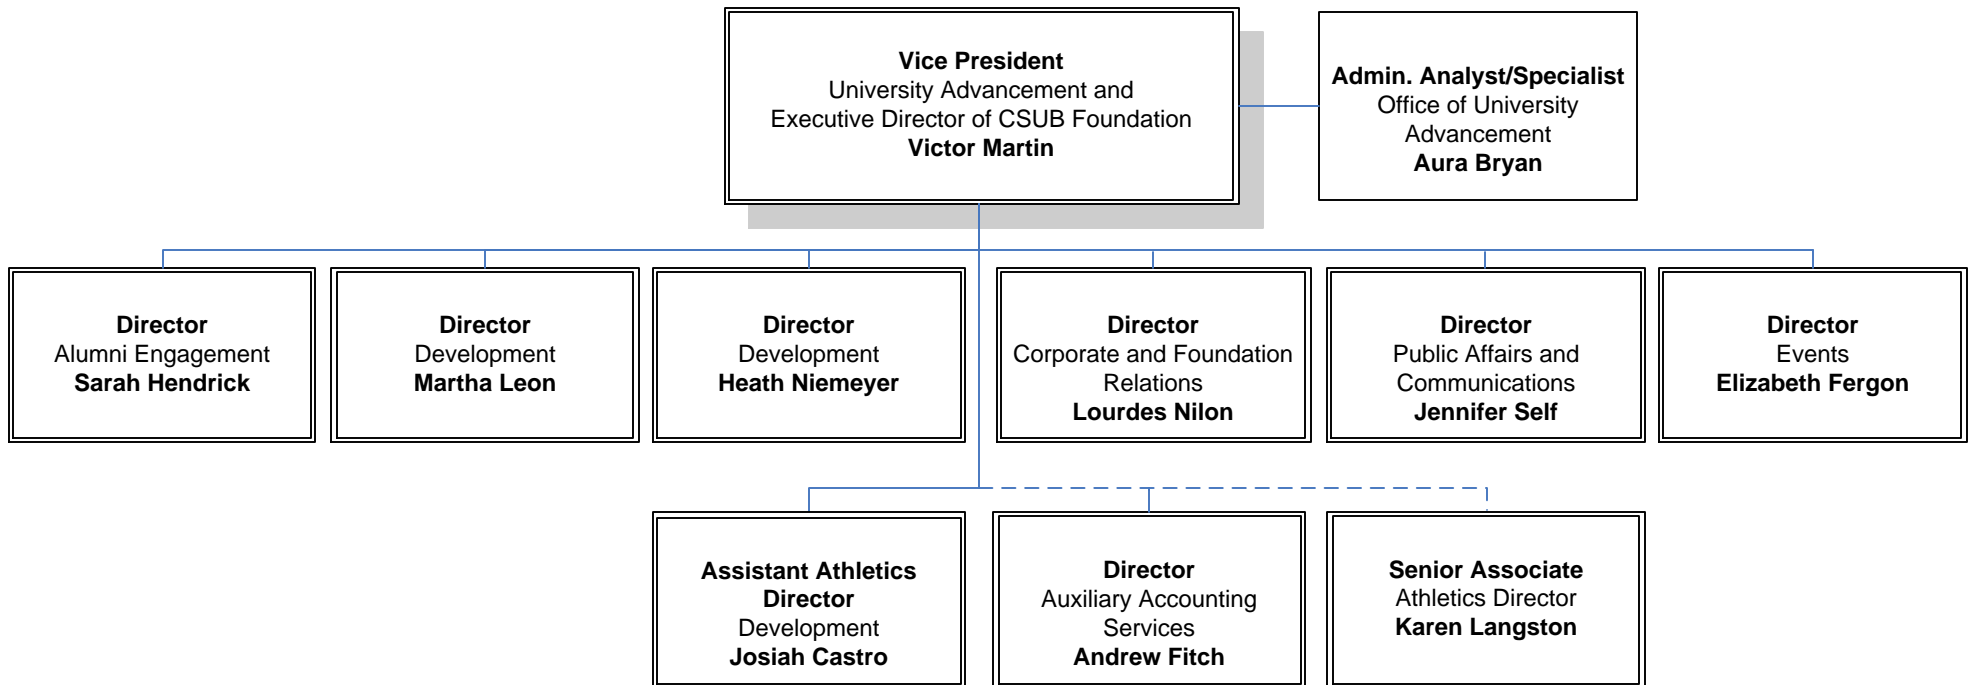 Vice President
University Advancement and
Executive Director of CSUB Foundation
Victor Martin
Admin. Analyst/Specialist
Office of University
Advancement
Aura Bryan
Director
Alumni Engagement
Sarah Hendrick
Director
Development
Martha Leon
Director
Development
Heath Niemeyer
Director
Corporate and Foundation
Relations
Lourdes Nilon
Director
Public Affairs and
Communications
Jennifer Self
Director
Events
Elizabeth Fergon
Assistant Athletics
Director
Development
Josiah Castro
Director
Auxiliary Accounting
Services
Andrew Fitch
Senior Associate
Athletics Director
Karen Langston